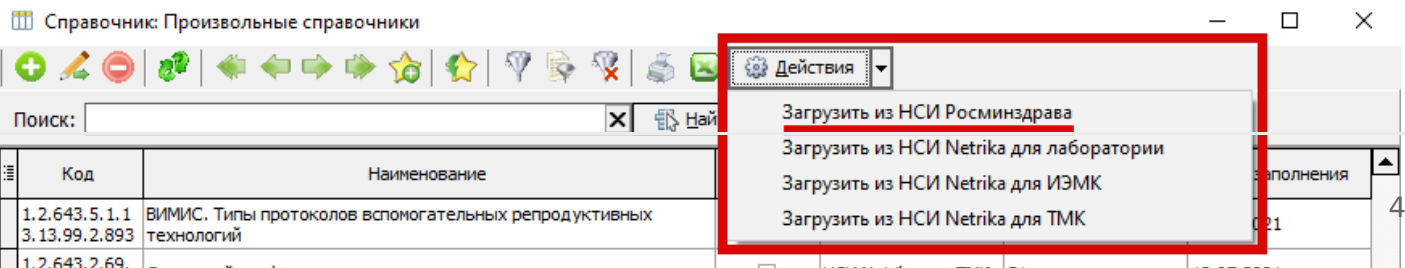 Справочник: Произвольные справочники
Действия
Поиск:
Загрузить из НСИ Росминздрава
Загрузить из НСИ Netrika для лаборатории
Загрузить из НСИ Netrika для ИЭМК
Загрузить из НСИ Netrika для ТМК
Код Наименование
1.2.643.5.1.1 ВИМИС. Типы протоколов вспомогательных репродуктивных
3.13.99.2.893 технологий
4
1.2.643.2.69.